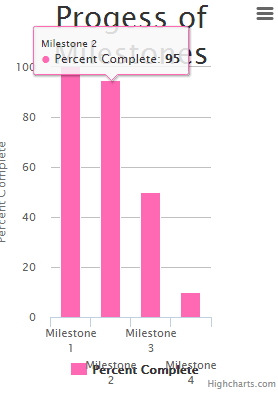 Progess of
Milestones
Milestone 2
● Percent Complete: 95
Percent Complete
100
80
60
40
20
0
Milestone
1
Milestone
2
Milestone
3
Milestone
4
Percent Complete
Highcharts.com